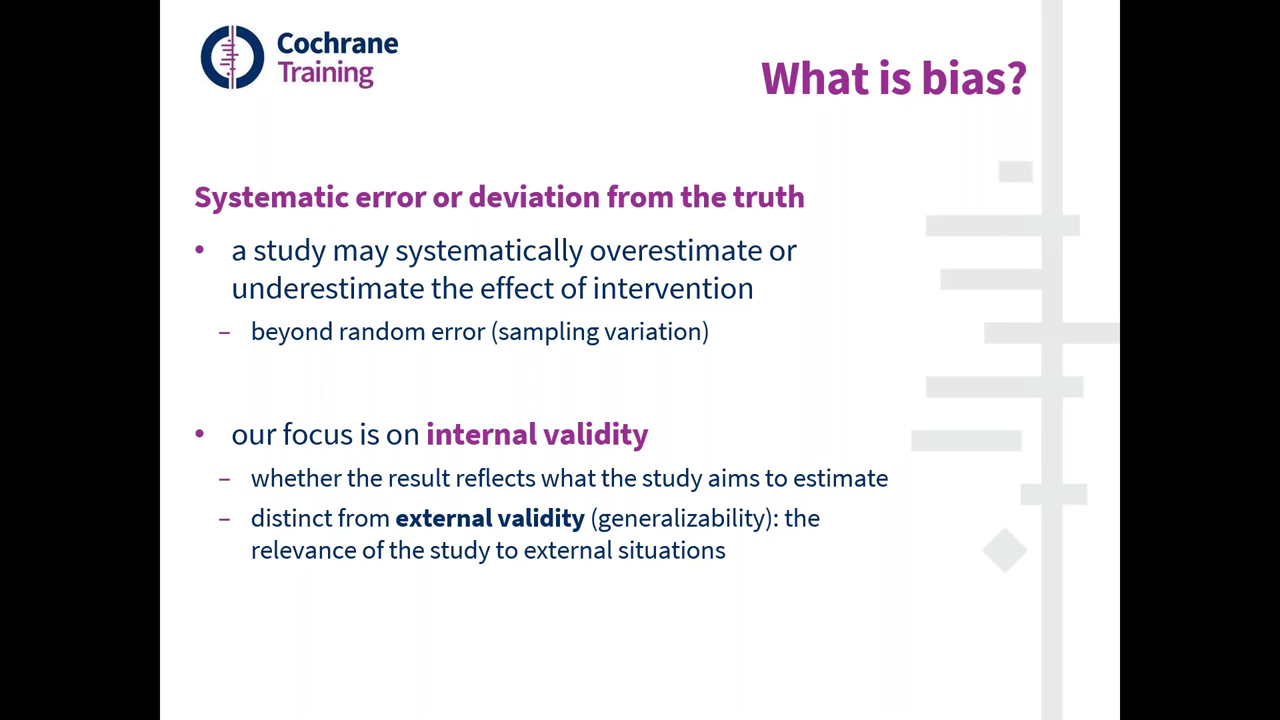 Cochrane
Training
What is bias?
Systematic error or deviation from the truth
• a study may systematically overestimate or
underestimate the effect of intervention
– beyond random error (sampling variation)
• our focus is on internal validity
– whether the result reflects what the study aims to estimate
– distinct from external validity (generalizability): the
relevance of the study to external situations